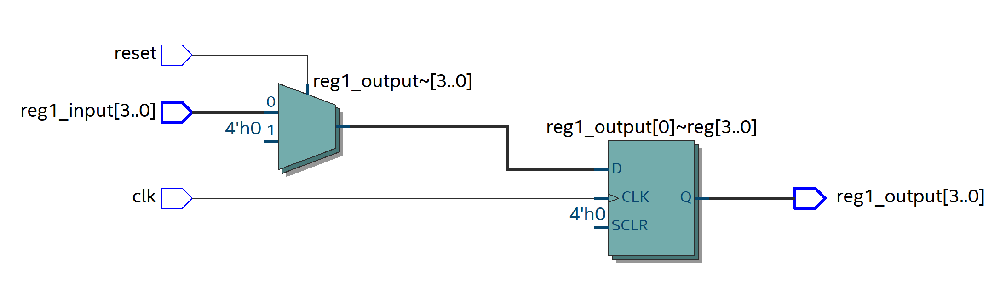 reset
reg1_output~[3..0]
0
reg1_input[3..0]
4'h0 1
reg1_output[0]~reg[3..0]
D
clk
CLK Q
reg1_output[3..0]
4'h0
SCLR